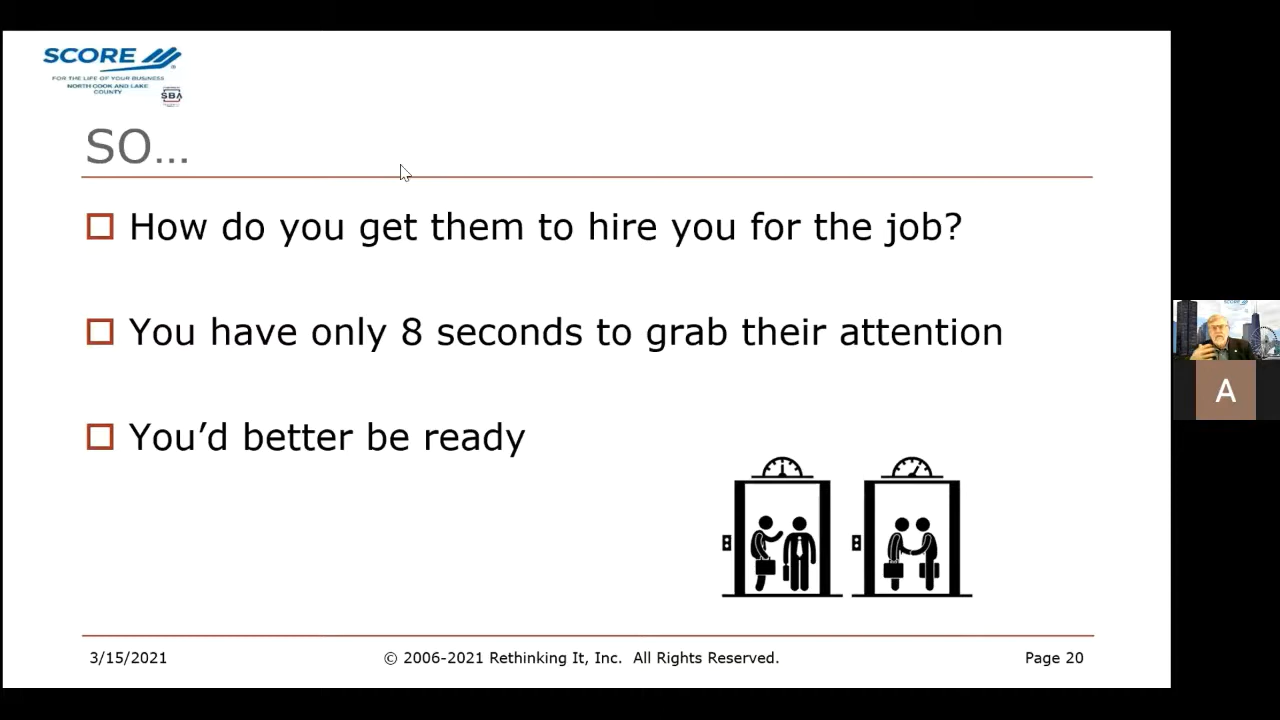 SCORE
FOR THE LIFE OF YOUR BUSINESS
NORTH COOK AND LAKE
COUNTY
SBA
SO…
How do you get them to hire you for the job?
You have only 8 seconds to grab their attention
You’d better be ready
3/15/2021
© 2006-2021 Rethinking It, Inc. All Rights Reserved.
Page 20
SCORE
A